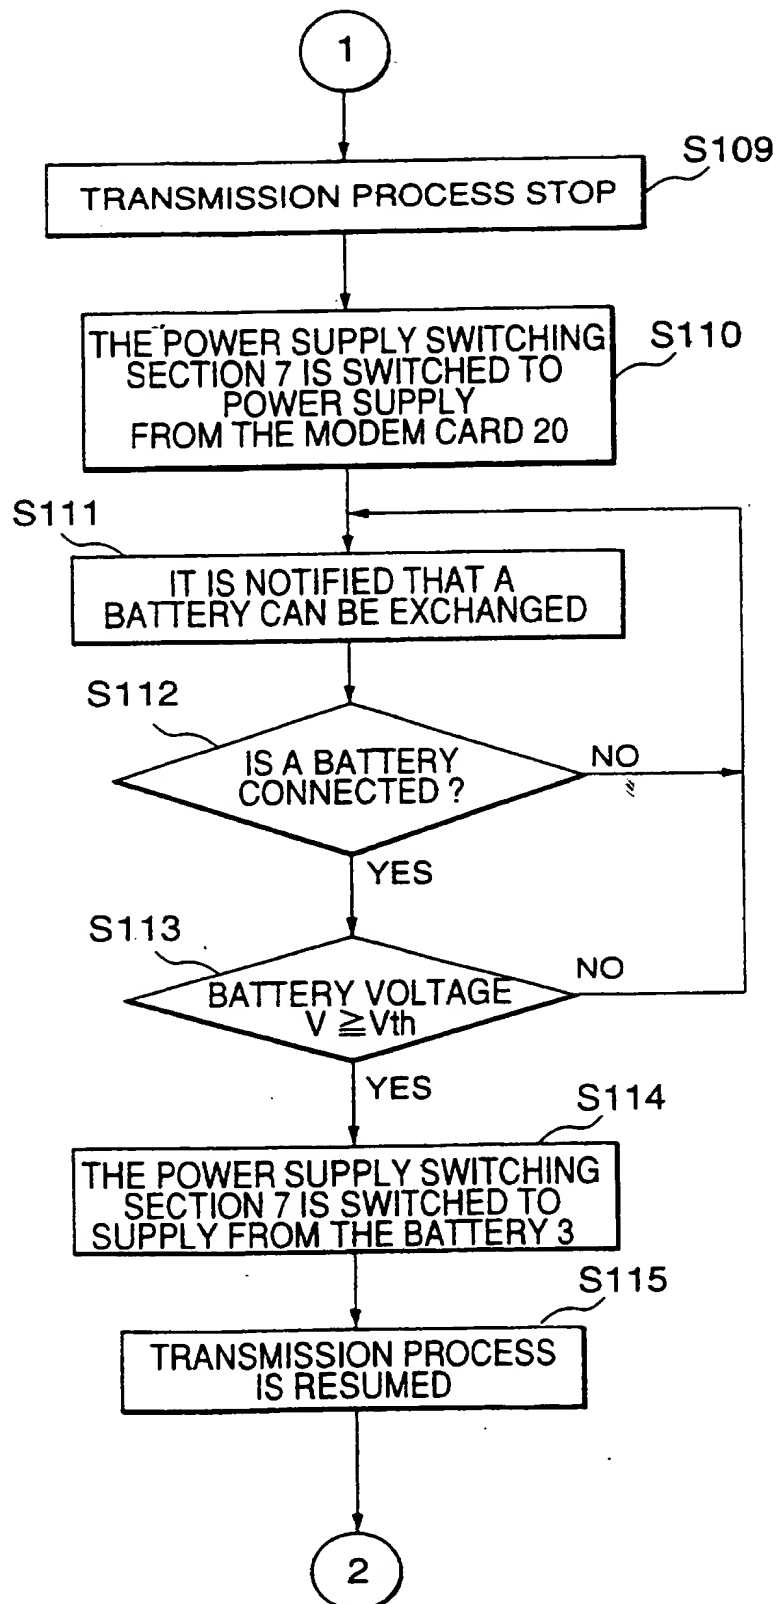 1
S109
TRANSMISSION PROCESS STOP
S110
THE POWER SUPPLY SWITCHING
SECTION 7 IS SWITCHED TO
POWER SUPPLY
FROM THE MODEM CARD 20
S111
IT IS NOTIFIED THAT A
BATTERY CAN BE EXCHANGED
S112
IS A BATTERY
CONNECTED ?
NO
YES
S113
BATTERY VOLTAGE
V ≧ Vth
NO
YES
S114
THE POWER SUPPLY SWITCHING
SECTION 7 IS SWITCHED TO
SUPPLY FROM THE BATTERY 3
S115
TRANSMISSION PROCESS
IS RESUMED
2